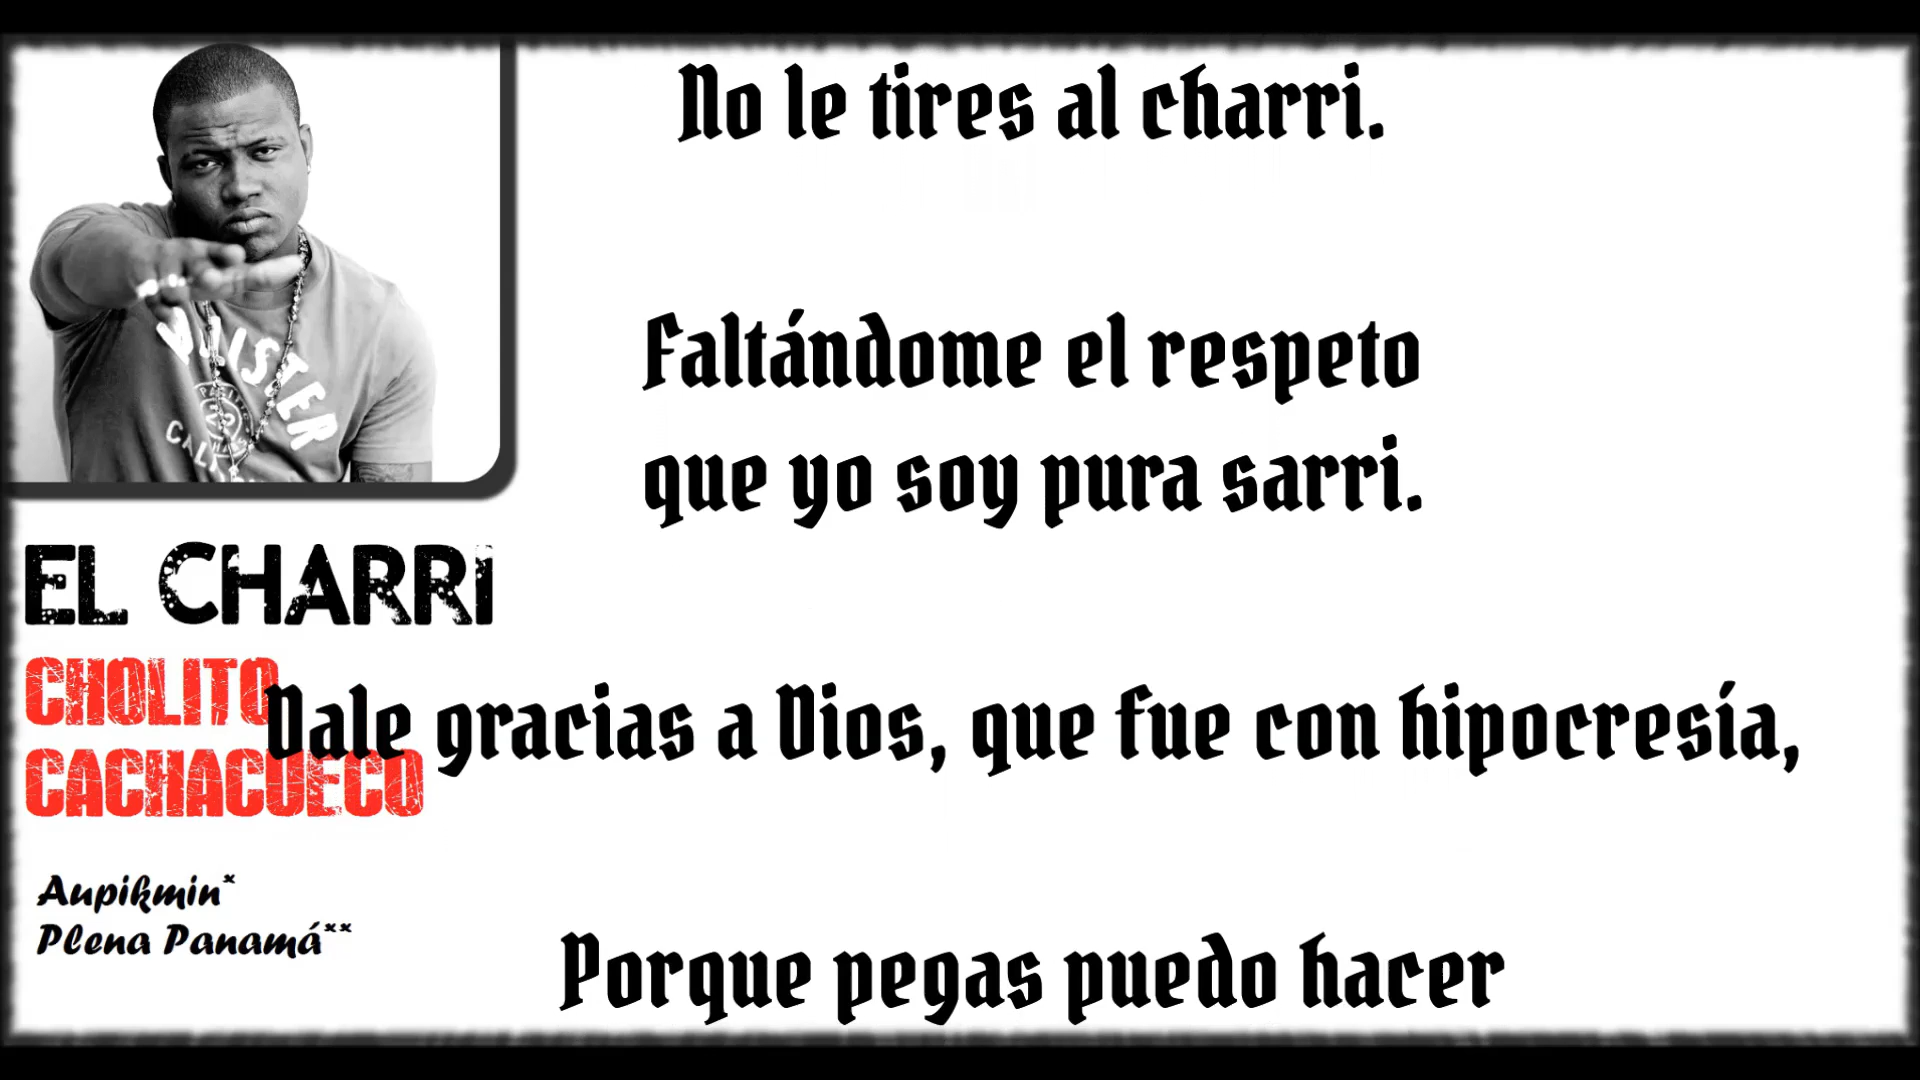 No le tires al charri.
Faltándome el respeto
que yo soy pura sarri.
Dale gracias a Dios, que fue con hipocresía,
Porque pegas puedo hacer
EL CHARRI
CHOLITO
CACHACUECO
Aupikmin*
Plena Panamá**